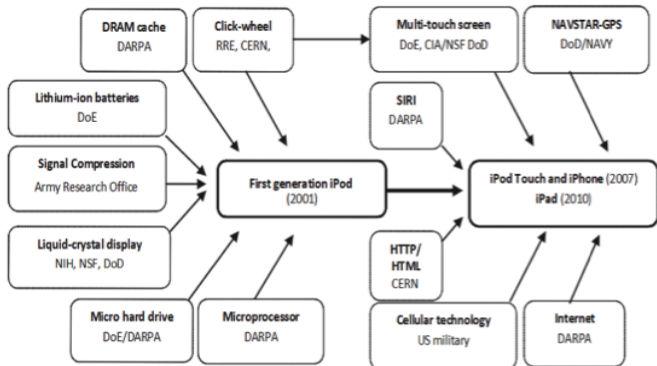 DRAM cache
DARPA
Click-wheel
RRE, CERN,
Multi-touch screen
DoE, CIA/NSF DoD
NAVSTAR-GPS
DoD/NAVY
Lithium-ion batteries
DoE
SIRI
DARPA
Signal Compression
Army Research Office
First generation iPod
(2001)
iPod Touch and iPhone (2007)
iPad (2010)
Liquid-crystal display
NIH, NSF, DoD
HTTP/
HTML
CERN
Micro hard drive
DoE/DARPA
Microprocessor
DARPA
Cellular technology
US military
Internet
DARPA